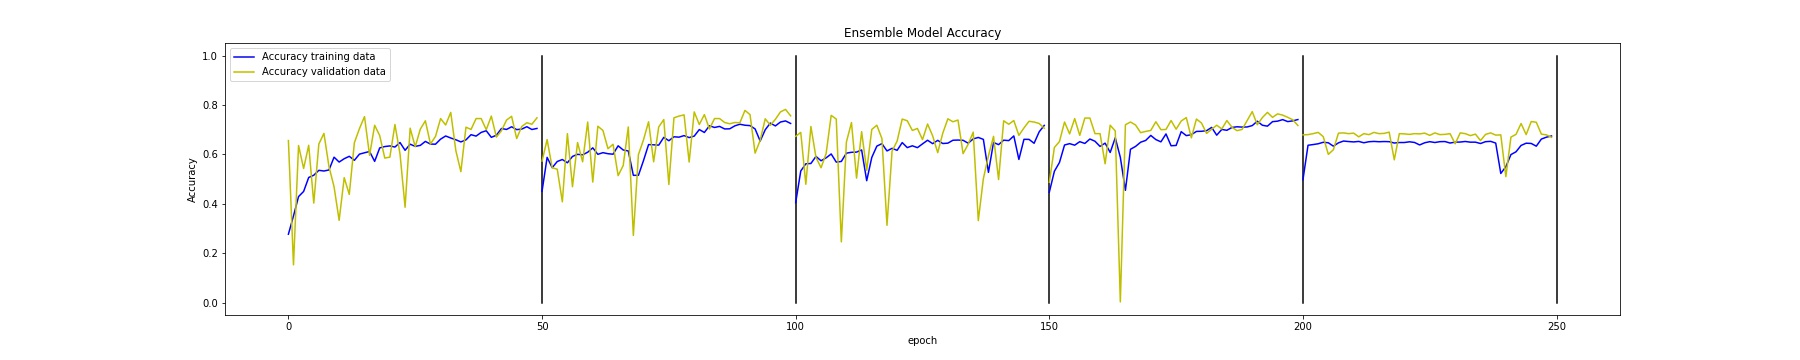 Ensemble Model Accuracy
Accuracy training data
Accuracy validation data
Accuracy
1.0
0.8
0.6
0.4
0.2
0.0
0 50 100 150 200 250
epoch